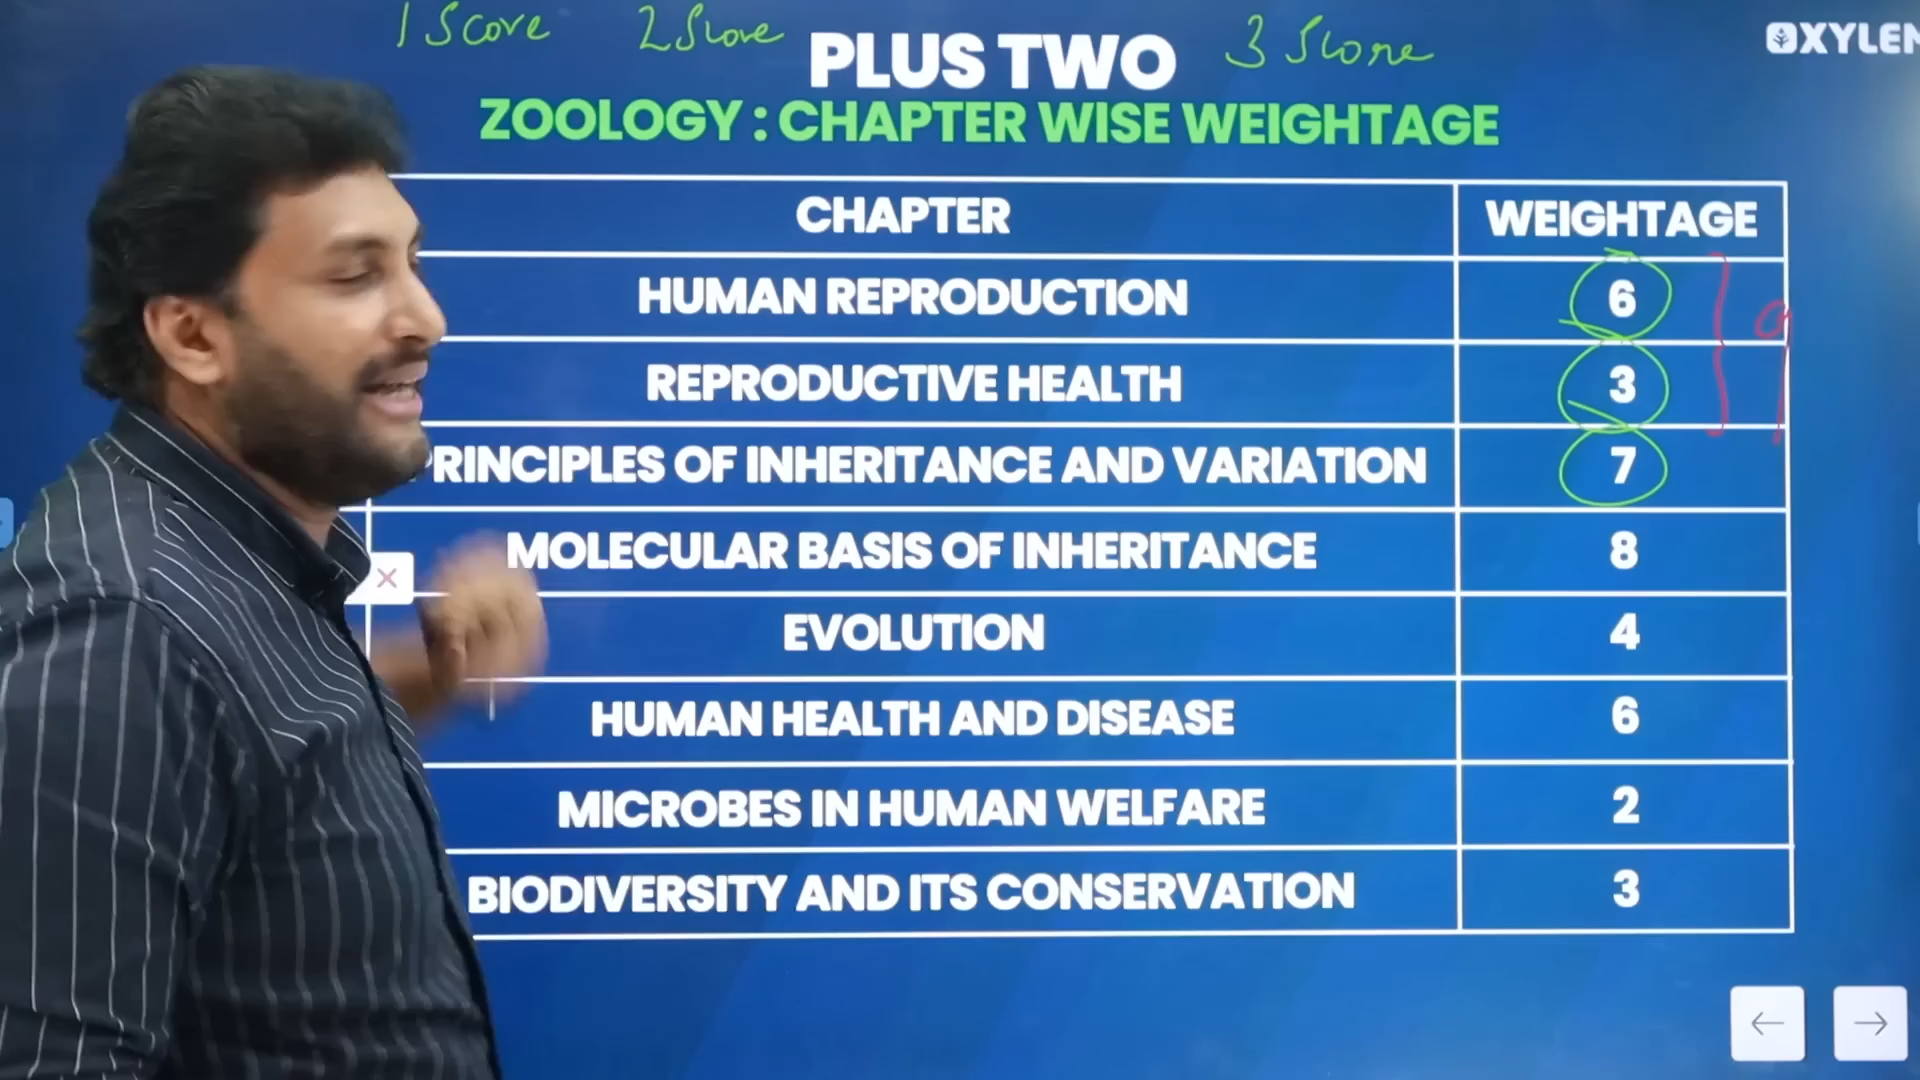 1 Score 2 Score 3 Score
OXYLEN
PLUS TWO
ZOOLOGY : CHAPTER WISE WEIGHTAGE
CHAPTER WEIGHTAGE
HUMAN REPRODUCTION 6
REPRODUCTIVE HEALTH 3
9
PRINCIPLES OF INHERITANCE AND VARIATION 7
MOLECULAR BASIS OF INHERITANCE 8
EVOLUTION 4
HUMAN HEALTH AND DISEASE 6
MICROBES IN HUMAN WELFARE 2
BIODIVERSITY AND ITS CONSERVATION 3